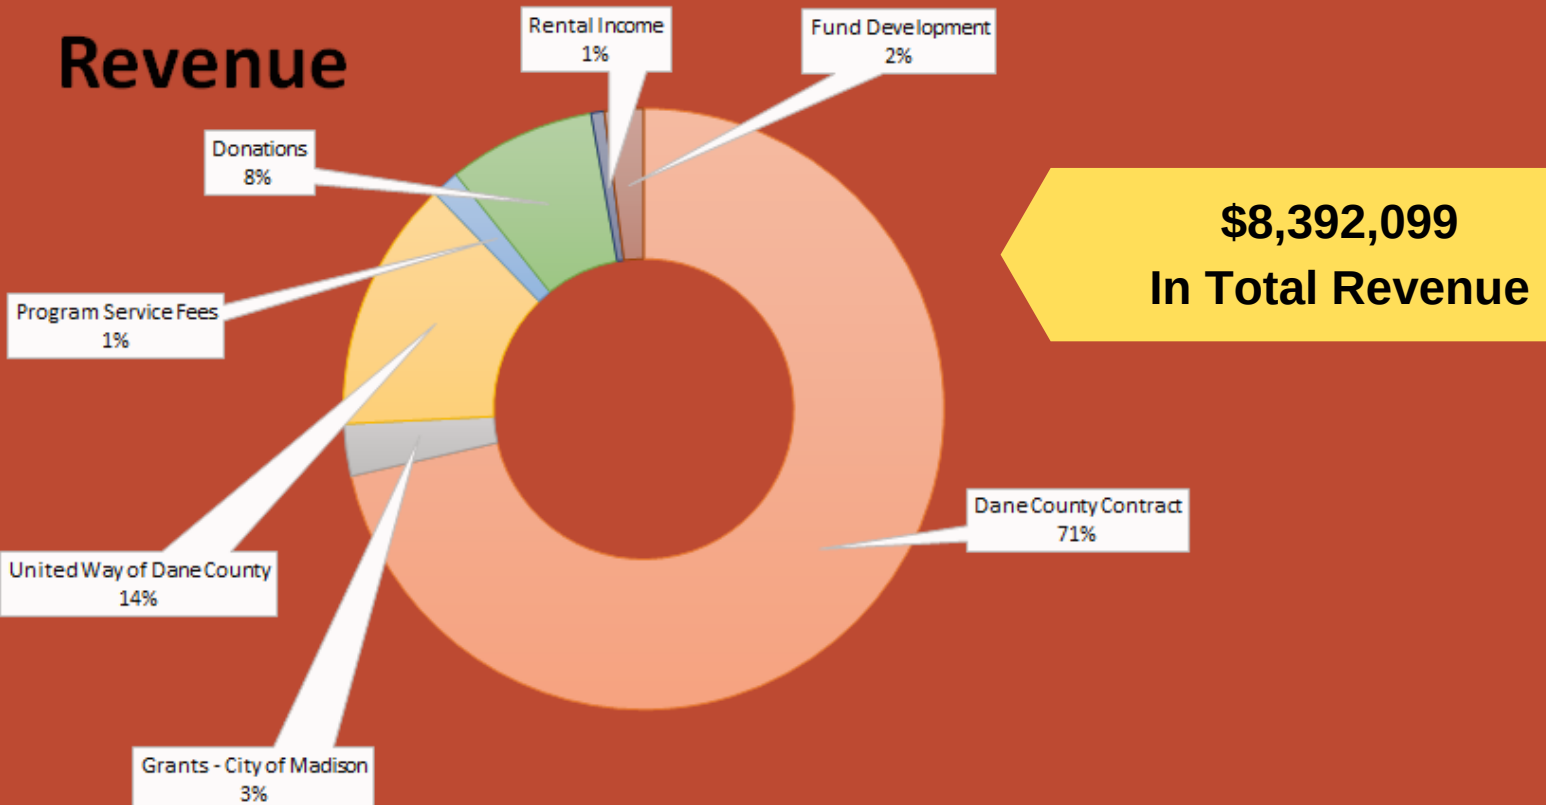 Revenue
Rental Income
1%
Fund Development
2%
Donations
8%
$8,392,099
In Total Revenue
Program Service Fees
1%
Dane County Contract
71%
United Way of Dane County
14%
Grants - City of Madison
3%